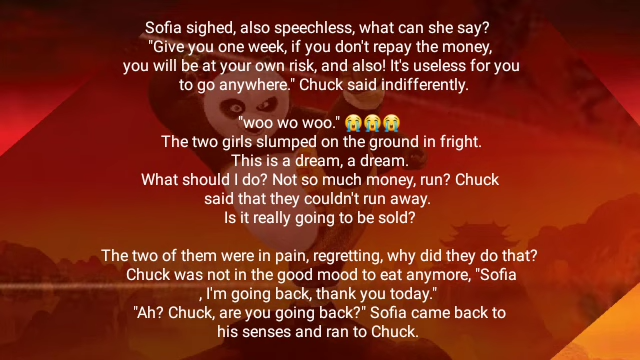 Sofia sighed, also speechless, what can she say?
"Give you one week, if you don't repay the money,
you will be at your own risk, and also! It's useless for you
to go anywhere." Chuck said indifferently.
"woo wo woo." 😭😭😭
The two girls slumped on the ground in fright.
This is a dream, a dream.
What should I do? Not so much money, run? Chuck
said that they couldn't run away.
Is it really going to be sold?
The two of them were in pain, regretting, why did they do that?
Chuck was not in the good mood to eat anymore, "Sofia
, I'm going back, thank you today."
"Ah? Chuck, are you going back?" Sofia came back to
his senses and ran to Chuck.